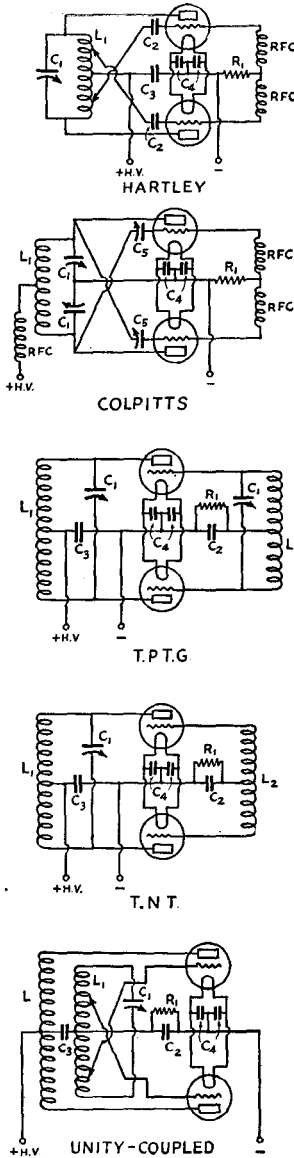 L1 C1 C2 C3 C4 R1 RFC
RFC
C2
+H.V. −
HARTLEY
L1 C1 C5 C4 R1 RFC
C1 RFC
RFC C5
+H.V. −
COLPITTS
L1 C1 C3 C4 R1 C2 C1 L
+H.V −
T.P.T.G.
L1 C1 C3 C4 R1 C2 L2
+H.V. −
T.N.T.
L L1 C1 C3 R1 C2 C4
+H.V −
UNITY-COUPLED